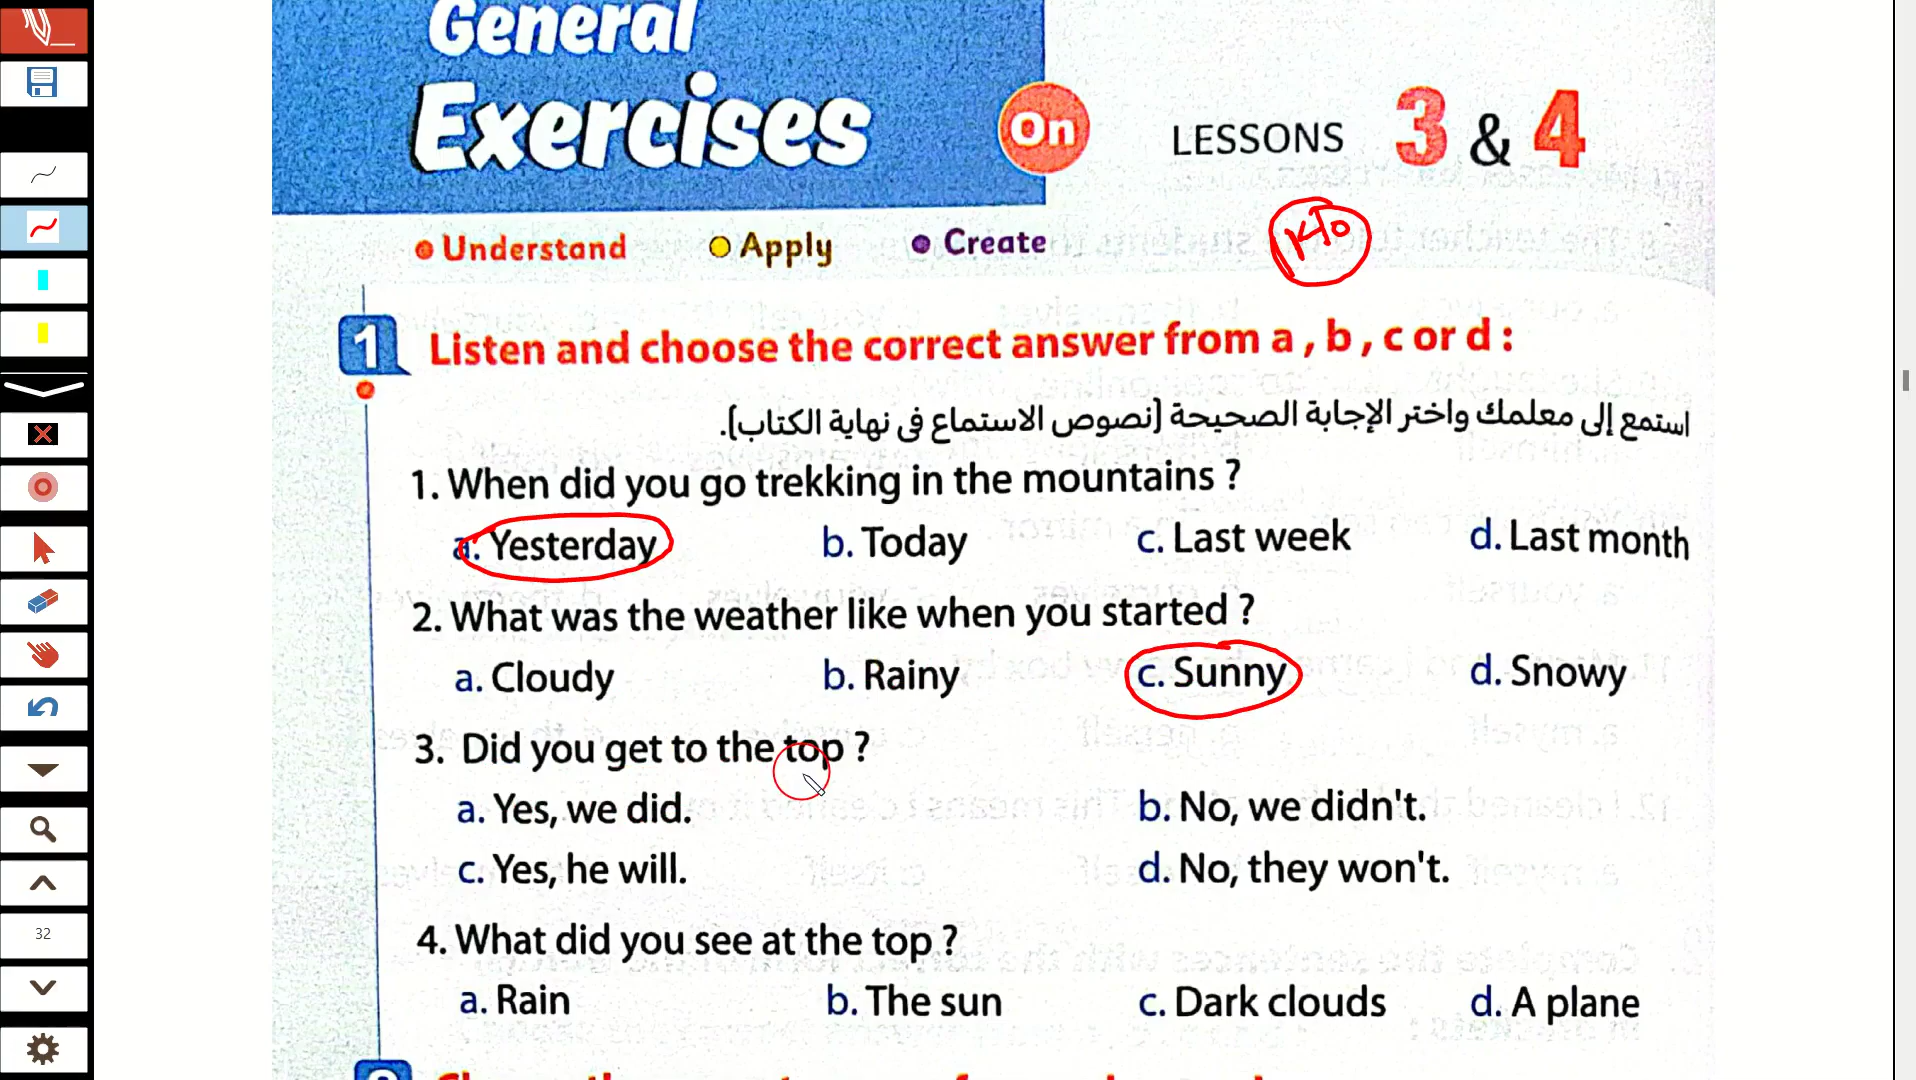 General
Exercises
On
LESSONS 3 & 4
Understand
Apply
Create
1 Listen and choose the correct answer from a , b , c or d :
استمع إلى معلمك واختر الإجابة الصحيحة [نصوص الاستماع فى نهاية الكتاب].
1. When did you go trekking in the mountains ?
a. Yesterday b. Today c. Last week d. Last month
2. What was the weather like when you started ?
a. Cloudy b. Rainy c. Sunny d. Snowy
3. Did you get to the top ?
a. Yes, we did. b. No, we didn't.
c. Yes, he will. d. No, they won't.
4. What did you see at the top ?
a. Rain b. The sun c. Dark clouds d. A plane
32